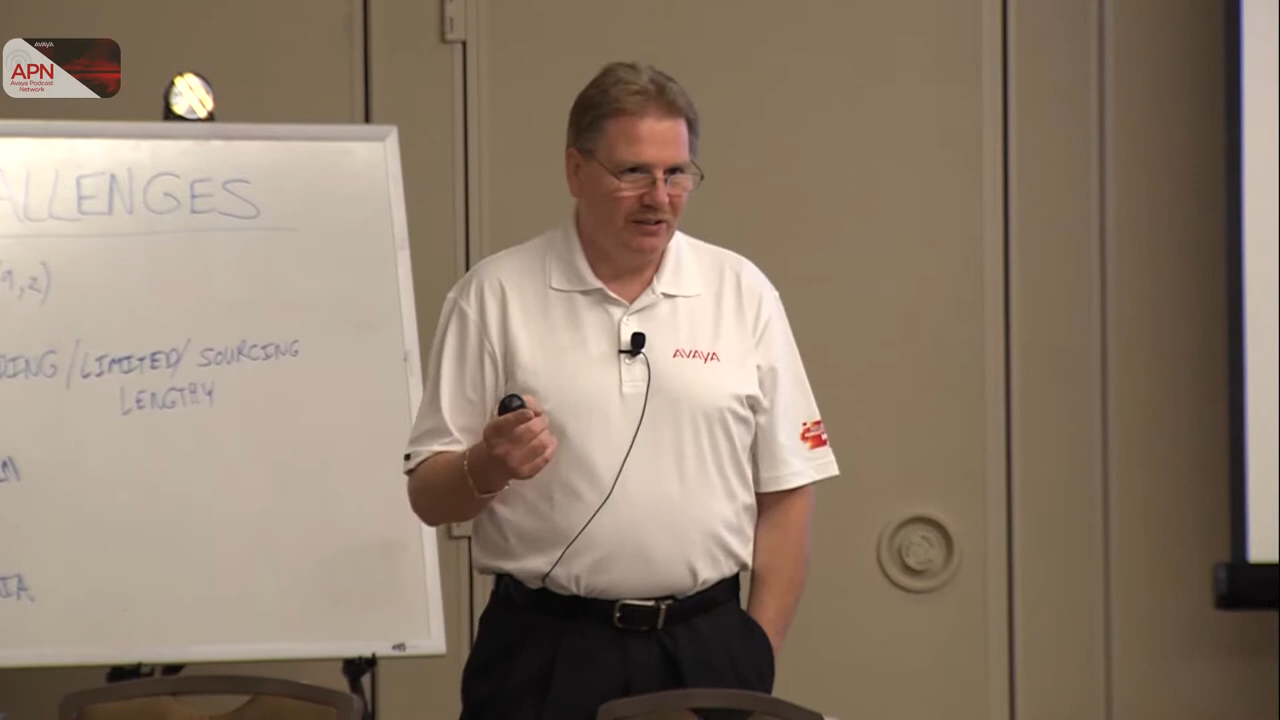 AVAYA
APN
Avaya Podcast
Network
ALLENGES
9,2)
DING/LIMITED/ SOURCING
LENGTHY
AVAYA